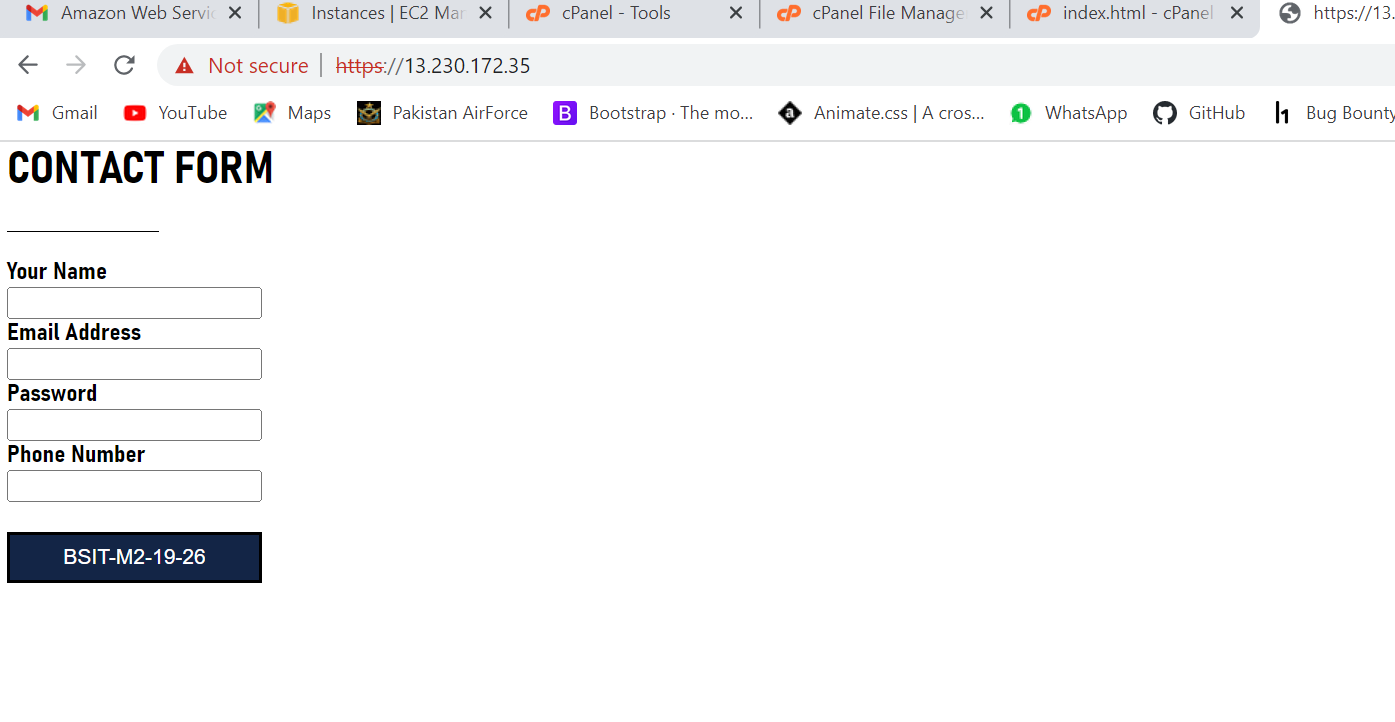 Amazon Web Servic
Instances | EC2 Mar
cPanel - Tools
cPanel File Manage
index.html - cPanel
https://13.
Not secure | https://13.230.172.35
Gmail
YouTube
Maps
Pakistan AirForce
B
Bootstrap · The mo...
a
Animate.css | A cros...
1
WhatsApp
GitHub
h
Bug Bounty
CONTACT FORM
Your Name
Email Address
Password
Phone Number
BSIT-M2-19-26